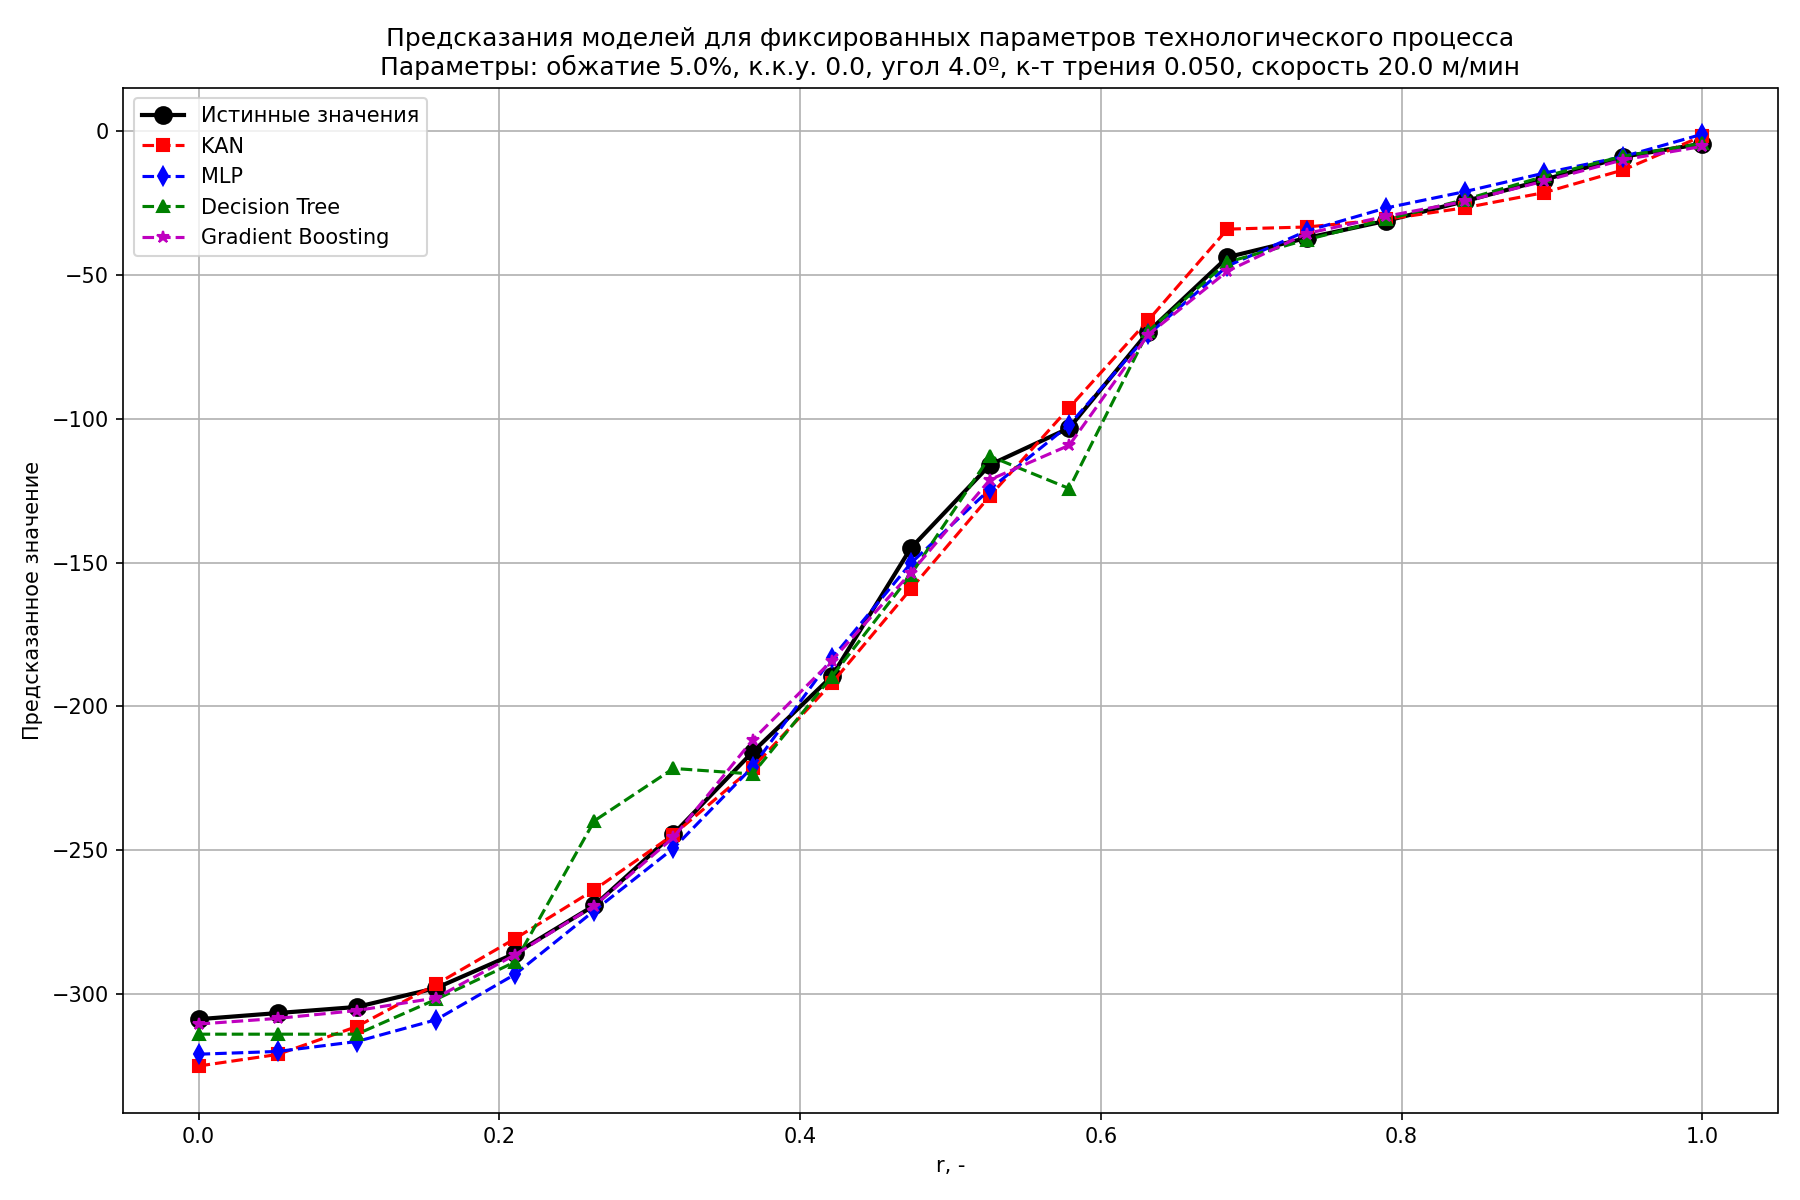 Предсказания моделей для фиксированных параметров технологического процесса
Параметры: обжатие 5.0%, к.к.у. 0.0, угол 4.0º, к-т трения 0.050, скорость 20.0 м/мин
Истинные значения
KAN
MLP
Decision Tree
Gradient Boosting
Предсказанное значение
0
−50
−100
−150
−200
−250
−300
0.0
0.2
0.4
0.6
0.8
1.0
r, -